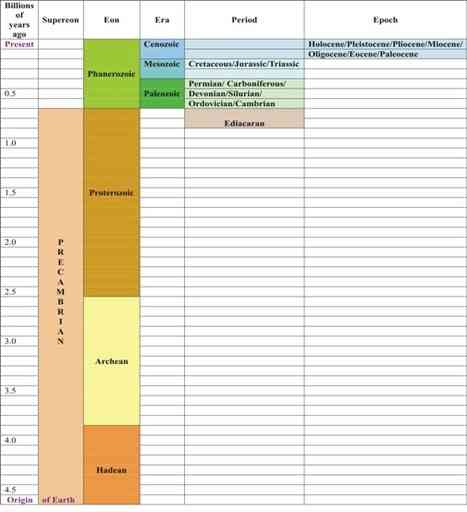 Billions
of
years
ago
Supereon
Eon
Era
Period
Epoch
Present
Cenozoic
Holocene/Pleistocene/Pliocene/Miocene/
Oligocene/Eocene/Paleocene
Mesozoic
Cretaceous/Jurassic/Triassic
Phanerozoic
Permian/ Carboniferous/
0.5
Paleozoic
Devonian/Silurian/
Ordovician/Cambrian
Ediacaran
1.0
1.5
Proterozoic
2.0
P
R
E
C
A
M
2.5
B
R
I
A
3.0
N
Archean
3.5
4.0
Hadean
4.5
Origin of Earth